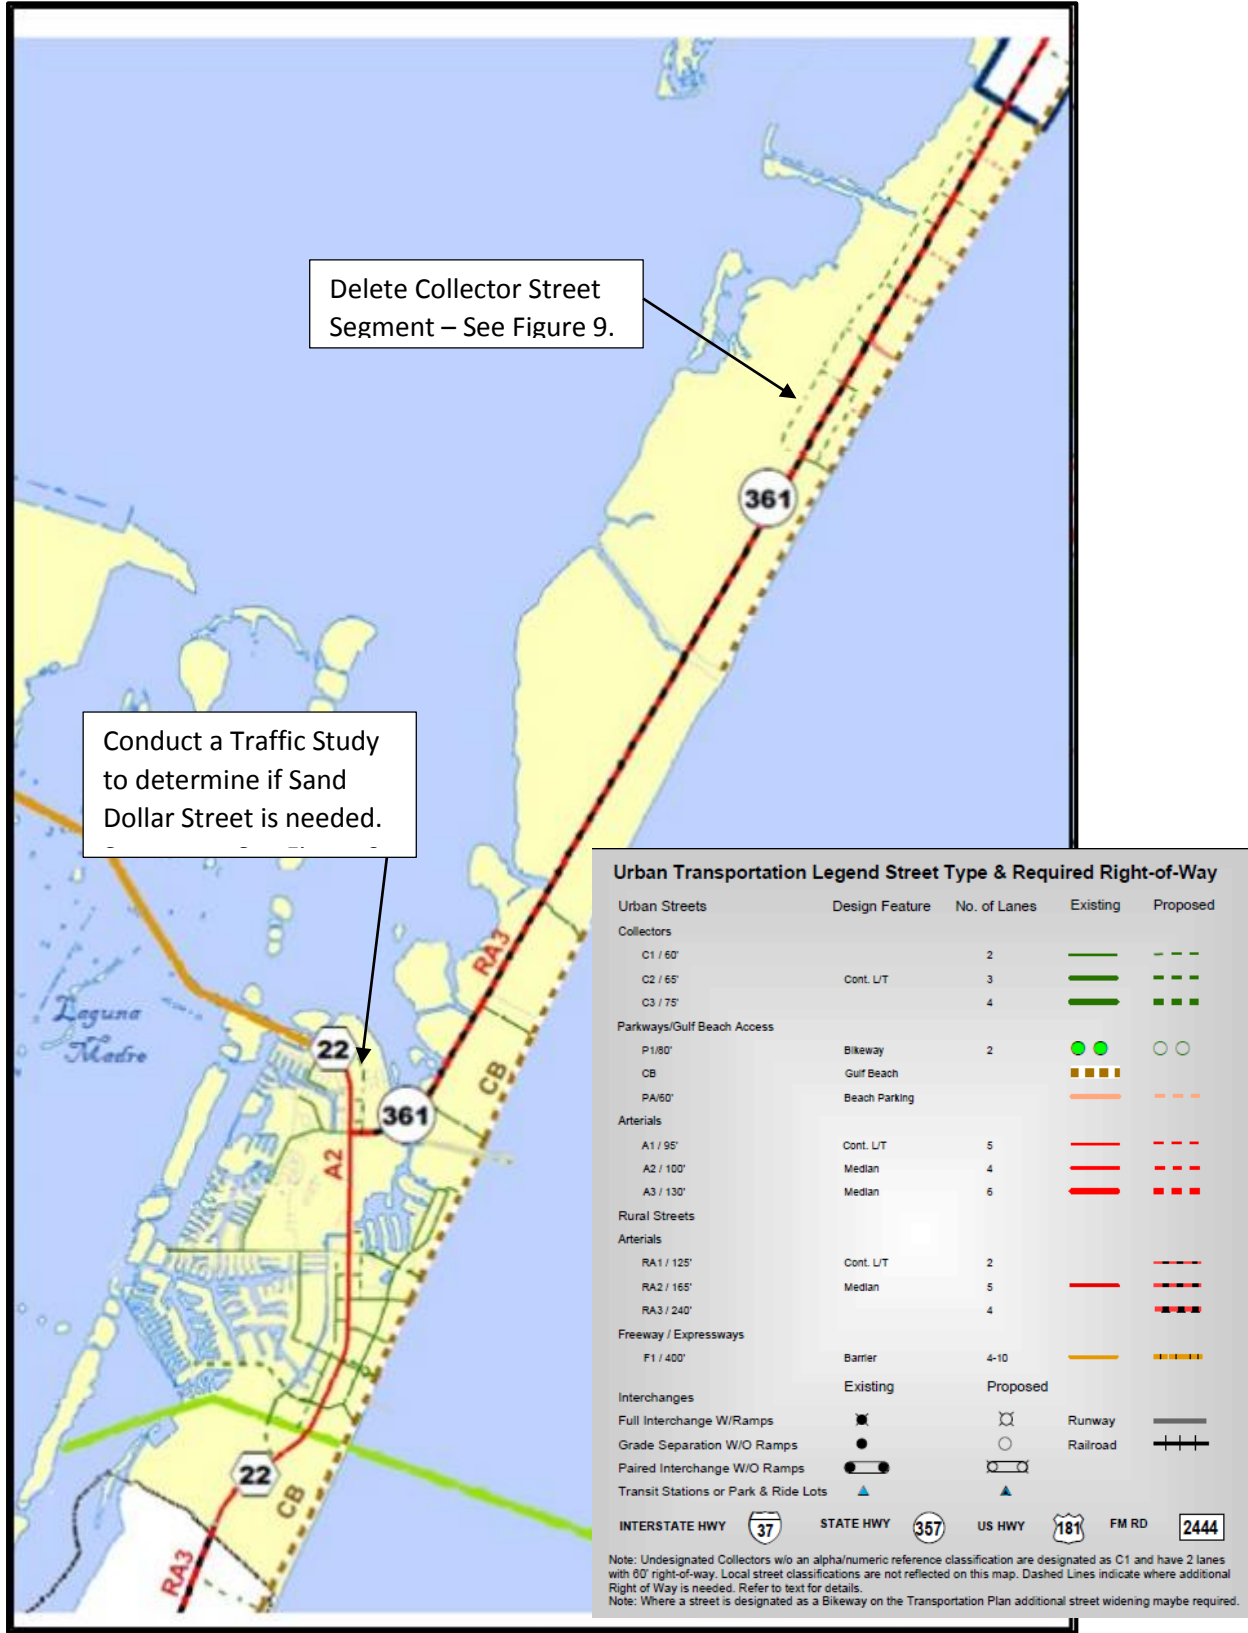 Delete Collector Street
Segment – See Figure 9.
361
Conduct a Traffic Study
to determine if Sand
Dollar Street is needed.
Laguna
Madre
22
RA3
CB
361
A2
22
CB
RA3
Urban Transportation Legend Street Type & Required Right-of-Way
Urban Streets Design Feature No. of Lanes Existing Proposed
Collectors
C1 / 60' 2
C2 / 65' Cont. L/T 3
C3 / 75' 4
Parkways/Gulf Beach Access
P1/80' Bikeway 2
CB Gulf Beach
PA/60' Beach Parking
Arterials
A1 / 95' Cont. L/T 5
A2 / 100' Median 4
A3 / 130' Median 6
Rural Streets
Arterials
RA1 / 125' Cont. L/T 2
RA2 / 165' Median 5
RA3 / 240' 4
Freeway / Expressways
F1 / 400' Barrier 4-10
Interchanges Existing Proposed
Full Interchange W/Ramps Runway
Grade Separation W/O Ramps Railroad
Paired Interchange W/O Ramps
Transit Stations or Park & Ride Lots
INTERSTATE HWY 37 STATE HWY 357 US HWY 181 FM RD 2444
Note: Undesignated Collectors w/o an alpha/numeric reference classification are designated as C1 and have 2 lanes
with 60' right-of-way. Local street classifications are not reflected on this map. Dashed Lines indicate where additional
Right of Way is needed. Refer to text for details.
Note: Where a street is designated as a Bikeway on the Transportation Plan additional street widening maybe required.